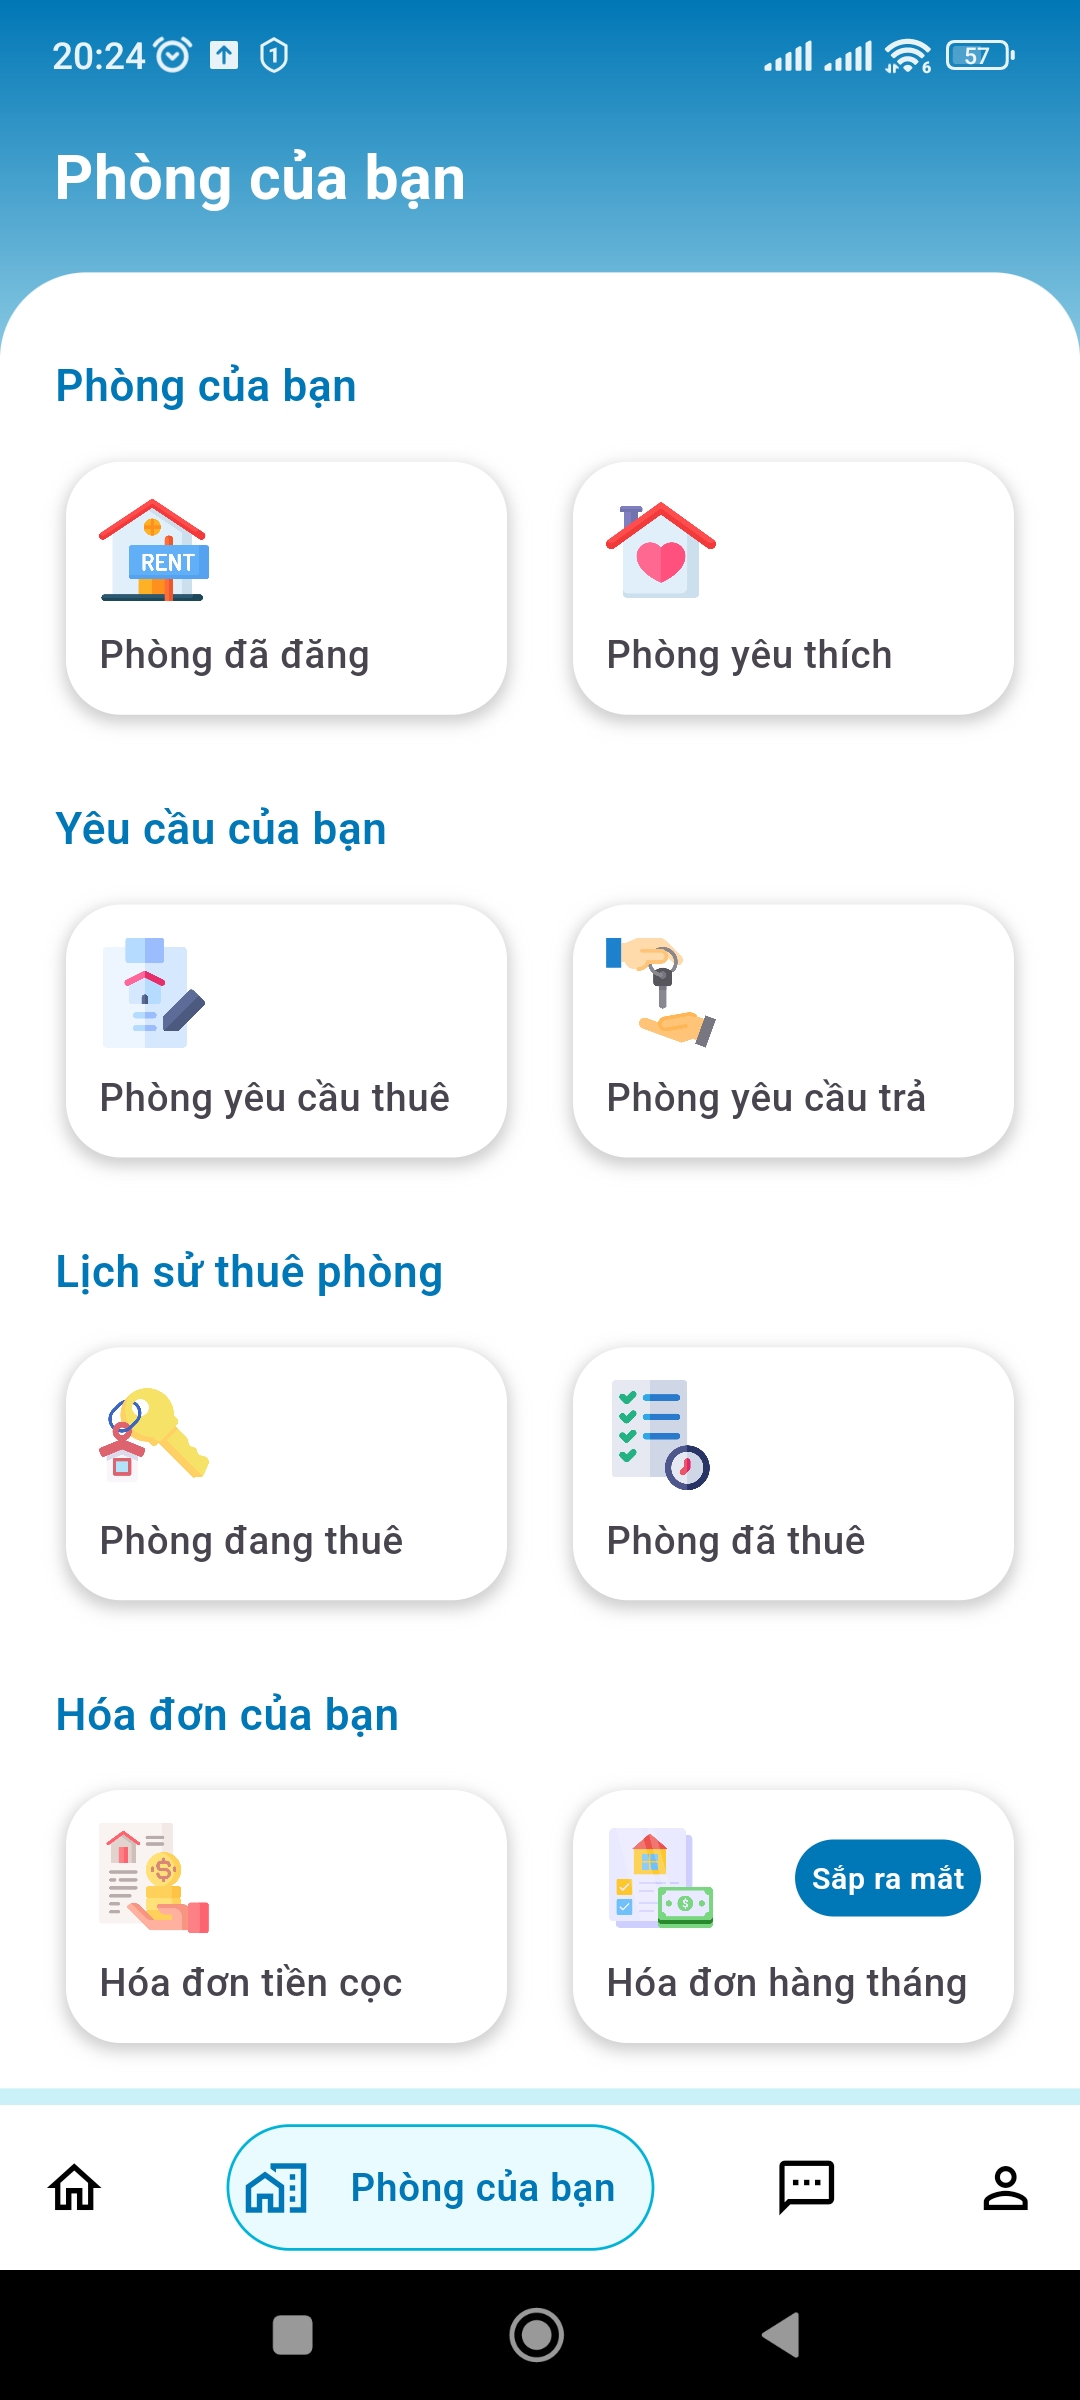 20:24 1 6 57
Phòng của bạn
Phòng của bạn
RENT
Phòng đã đăng
Phòng yêu thích
Yêu cầu của bạn
Phòng yêu cầu thuê
Phòng yêu cầu trả
Lịch sử thuê phòng
Phòng đang thuê
Phòng đã thuê
Hóa đơn của bạn
$
Hóa đơn tiền cọc
$
Sắp ra mắt
Hóa đơn hàng tháng
Phòng của bạn